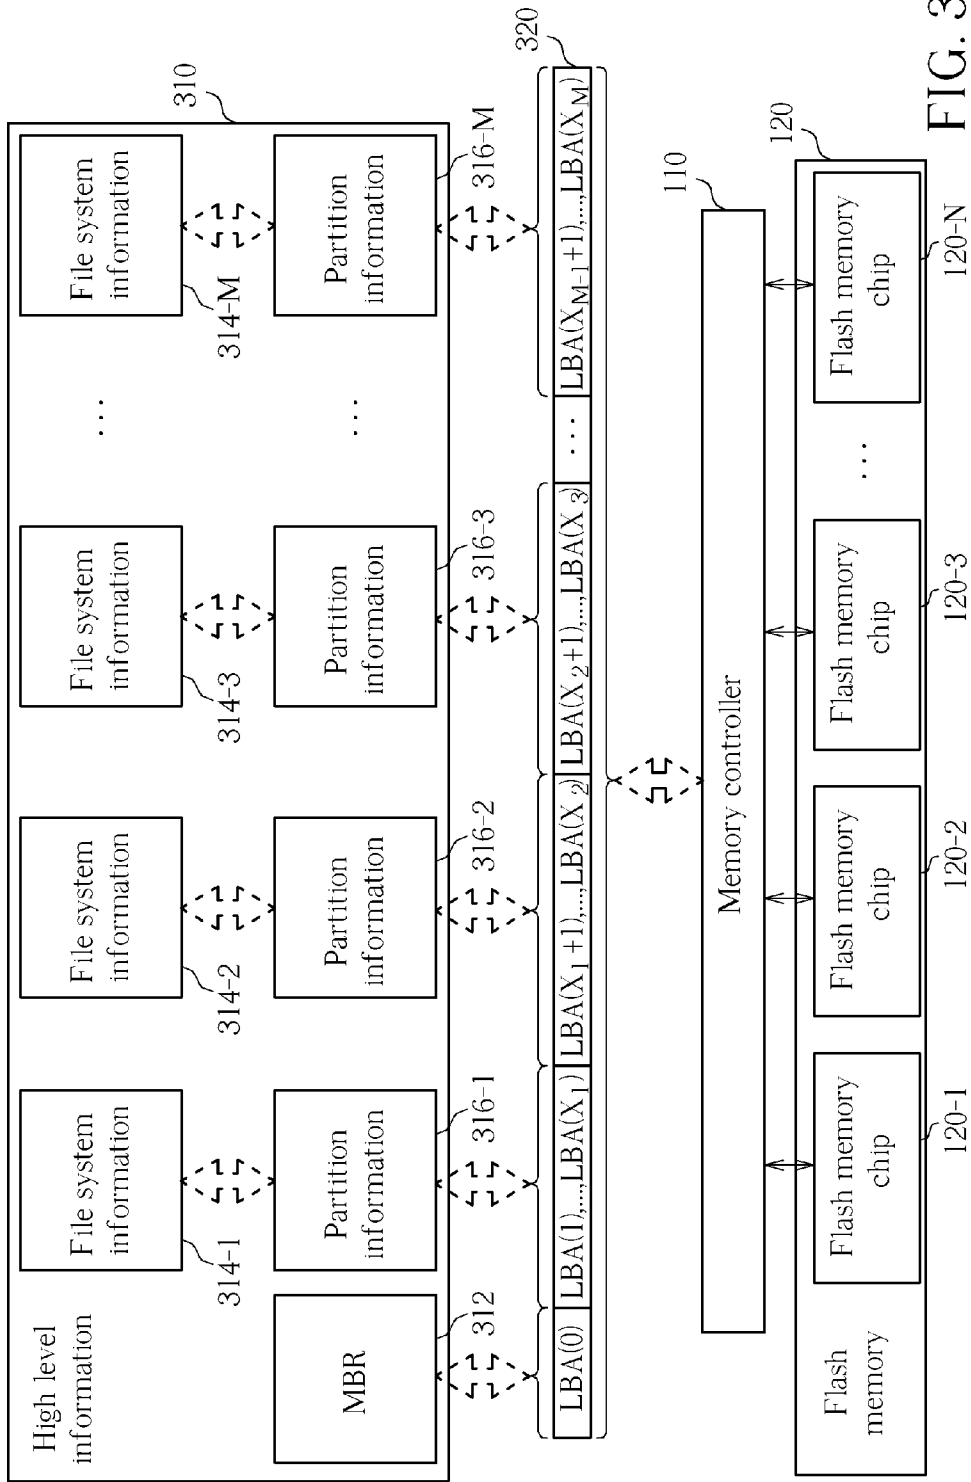 High level
information
File system
information
File system
information
File system
information
...
File system
information
310
314-1
314-2
314-3
314-M
MBR
Partition
information
Partition
information
Partition
information
...
Partition
information
312
316-1
316-2
316-3
316-M
320
LBA(0) LBA(1),...,LBA(X1) LBA(X1+1),...,LBA(X2) LBA(X2+1),...,LBA(X3) ... LBA(XM-1+1),...,LBA(XM)
110
Memory controller
120
Flash
memory
Flash memory
chip
Flash memory
chip
Flash memory
chip
...
Flash memory
chip
120-1
120-2
120-3
120-N
FIG. 3